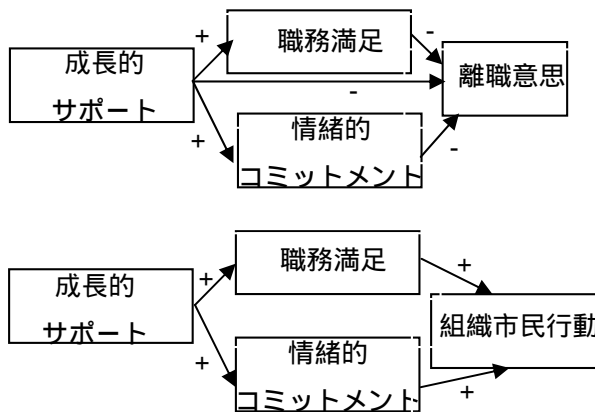 +
職務満足
-
成長的
サポート
-
離職意思
+
情緒的
コミットメント
-
職務満足
+
+
成長的
サポート
組織市民行動
+
情緒的
コミットメント
+